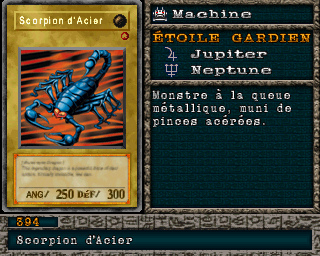 Scorpion d'Acier
ANG/ 250 DÉF/ 300
Machine
ÉTOILE GARDIEN
Jupiter
Neptune
Monstre à la queue
métallique, muni de
pinces acérées.
394
Scorpion d'Acier